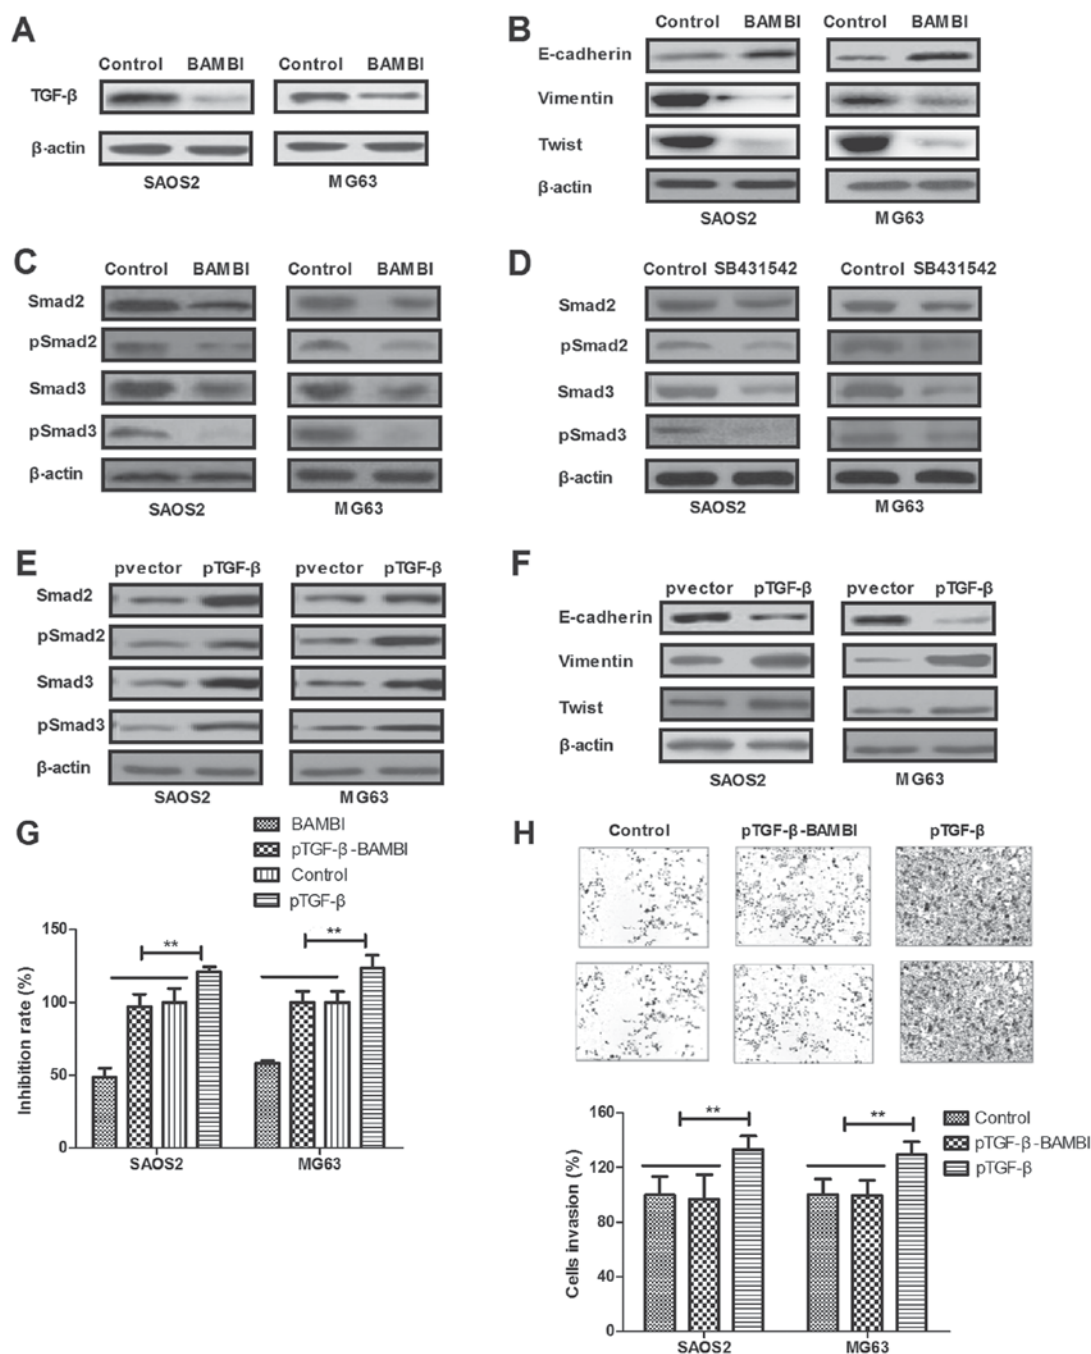 A
Control BAMBI Control BAMBI
TGF-β
β-actin
SAOS2 MG63
B
Control BAMBI Control BAMBI
E-cadherin
Vimentin
Twist
β-actin
SAOS2 MG63
C
Control BAMBI Control BAMBI
Smad2
pSmad2
Smad3
pSmad3
β-actin
SAOS2 MG63
D
Control SB431542 Control SB431542
Smad2
pSmad2
Smad3
pSmad3
β-actin
SAOS2 MG63
E
pvector pTGF-β pvector pTGF-β
Smad2
pSmad2
Smad3
pSmad3
β-actin
SAOS2 MG63
F
pvector pTGF-β pvector pTGF-β
E-cadherin
Vimentin
Twist
β-actin
SAOS2 MG63
G
BAMBI
pTGF-β-BAMBI
Control
pTGF-β
Inhibition rate (%)
150
100
50
0
** **
SAOS2 MG63
H
Control pTGF-β-BAMBI pTGF-β
Cells invasion (%)
160
120
80
40
0
** **
SAOS2 MG63
Control
pTGF-β-BAMBI
pTGF-β